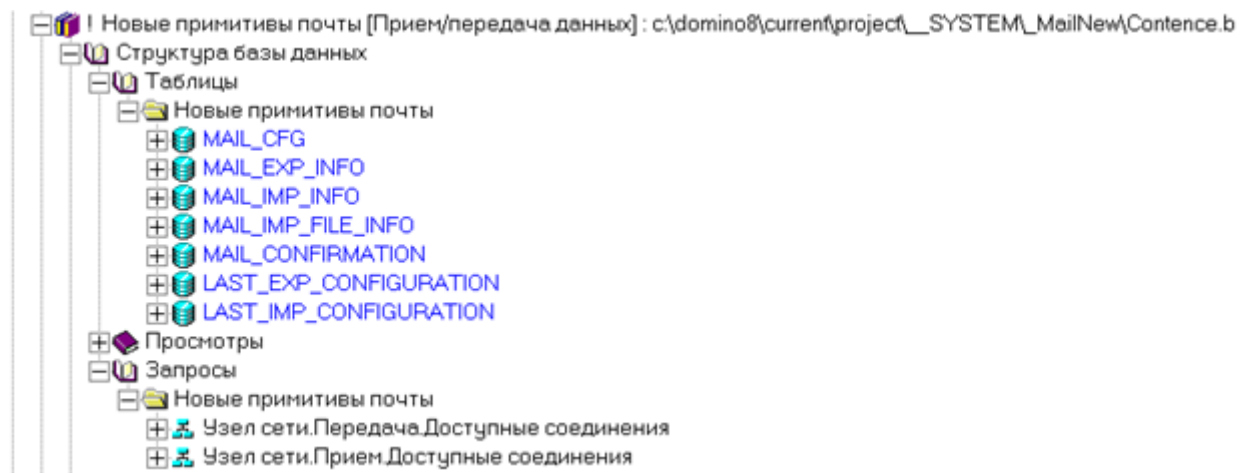 ! Новые примитивы почты [Прием/передача данных] : c:\domino8\current\project\__SYSTEM\_MailNew\Contence.b
Структура базы данных
Таблицы
Новые примитивы почты
MAIL_CFG
MAIL_EXP_INFO
MAIL_IMP_INFO
MAIL_IMP_FILE_INFO
MAIL_CONFIRMATION
LAST_EXP_CONFIGURATION
LAST_IMP_CONFIGURATION
Просмотры
Запросы
Новые примитивы почты
Узел сети.Передача.Доступные соединения
Узел сети.Прием.Доступные соединения